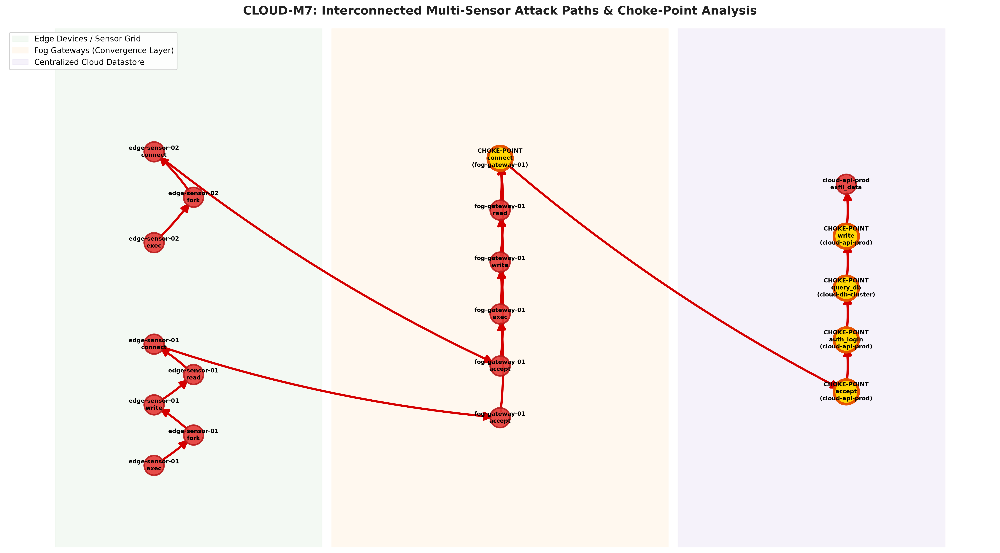 CLOUD-M7: Interconnected Multi-Sensor Attack Paths & Choke-Point Analysis
Edge Devices / Sensor Grid
Fog Gateways (Convergence Layer)
Centralized Cloud Datastore
edge-sensor-02
connect
edge-sensor-02
fork
edge-sensor-02
exec
edge-sensor-01
connect
edge-sensor-01
read
edge-sensor-01
write
edge-sensor-01
fork
edge-sensor-01
exec
CHOKE-POINT
connect
(fog-gateway-01)
fog-gateway-01
read
fog-gateway-01
write
fog-gateway-01
exec
fog-gateway-01
accept
fog-gateway-01
accept
cloud-api-prod
exfil_data
CHOKE-POINT
write
(cloud-api-prod)
CHOKE-POINT
query_db
(cloud-db-cluster)
CHOKE-POINT
auth_login
(cloud-api-prod)
CHOKE-POINT
accept
(cloud-api-prod)